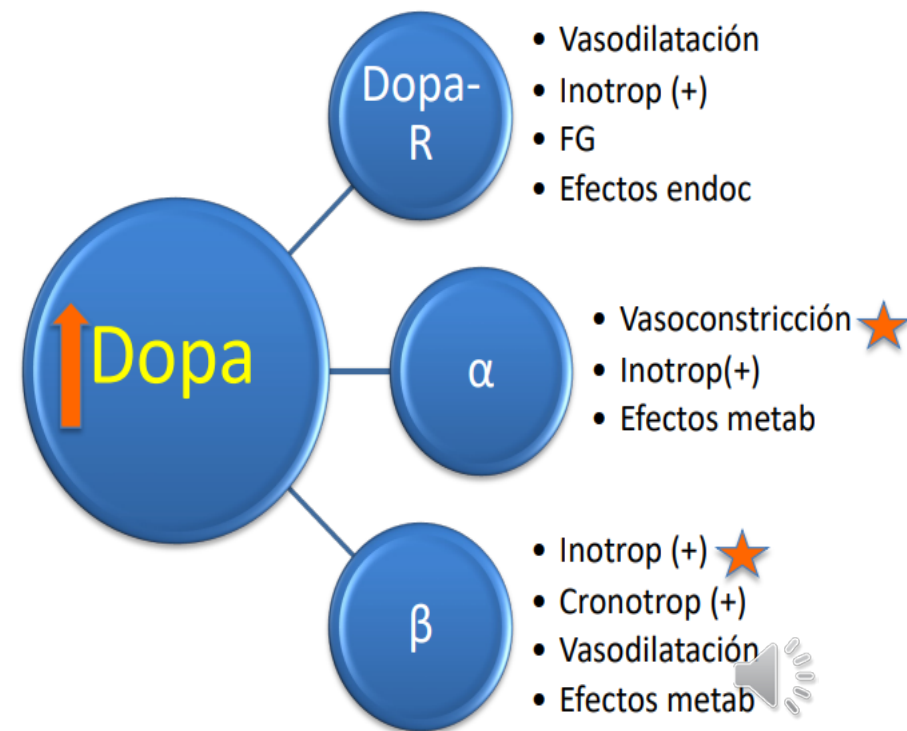 Dopa
Dopa-
R
• Vasodilatación
• Inotrop (+)
• FG
• Efectos endoc
α
• Vasoconstricción
• Inotrop(+)
• Efectos metab
β
• Inotrop (+)
• Cronotrop (+)
• Vasodilatación
• Efectos metab